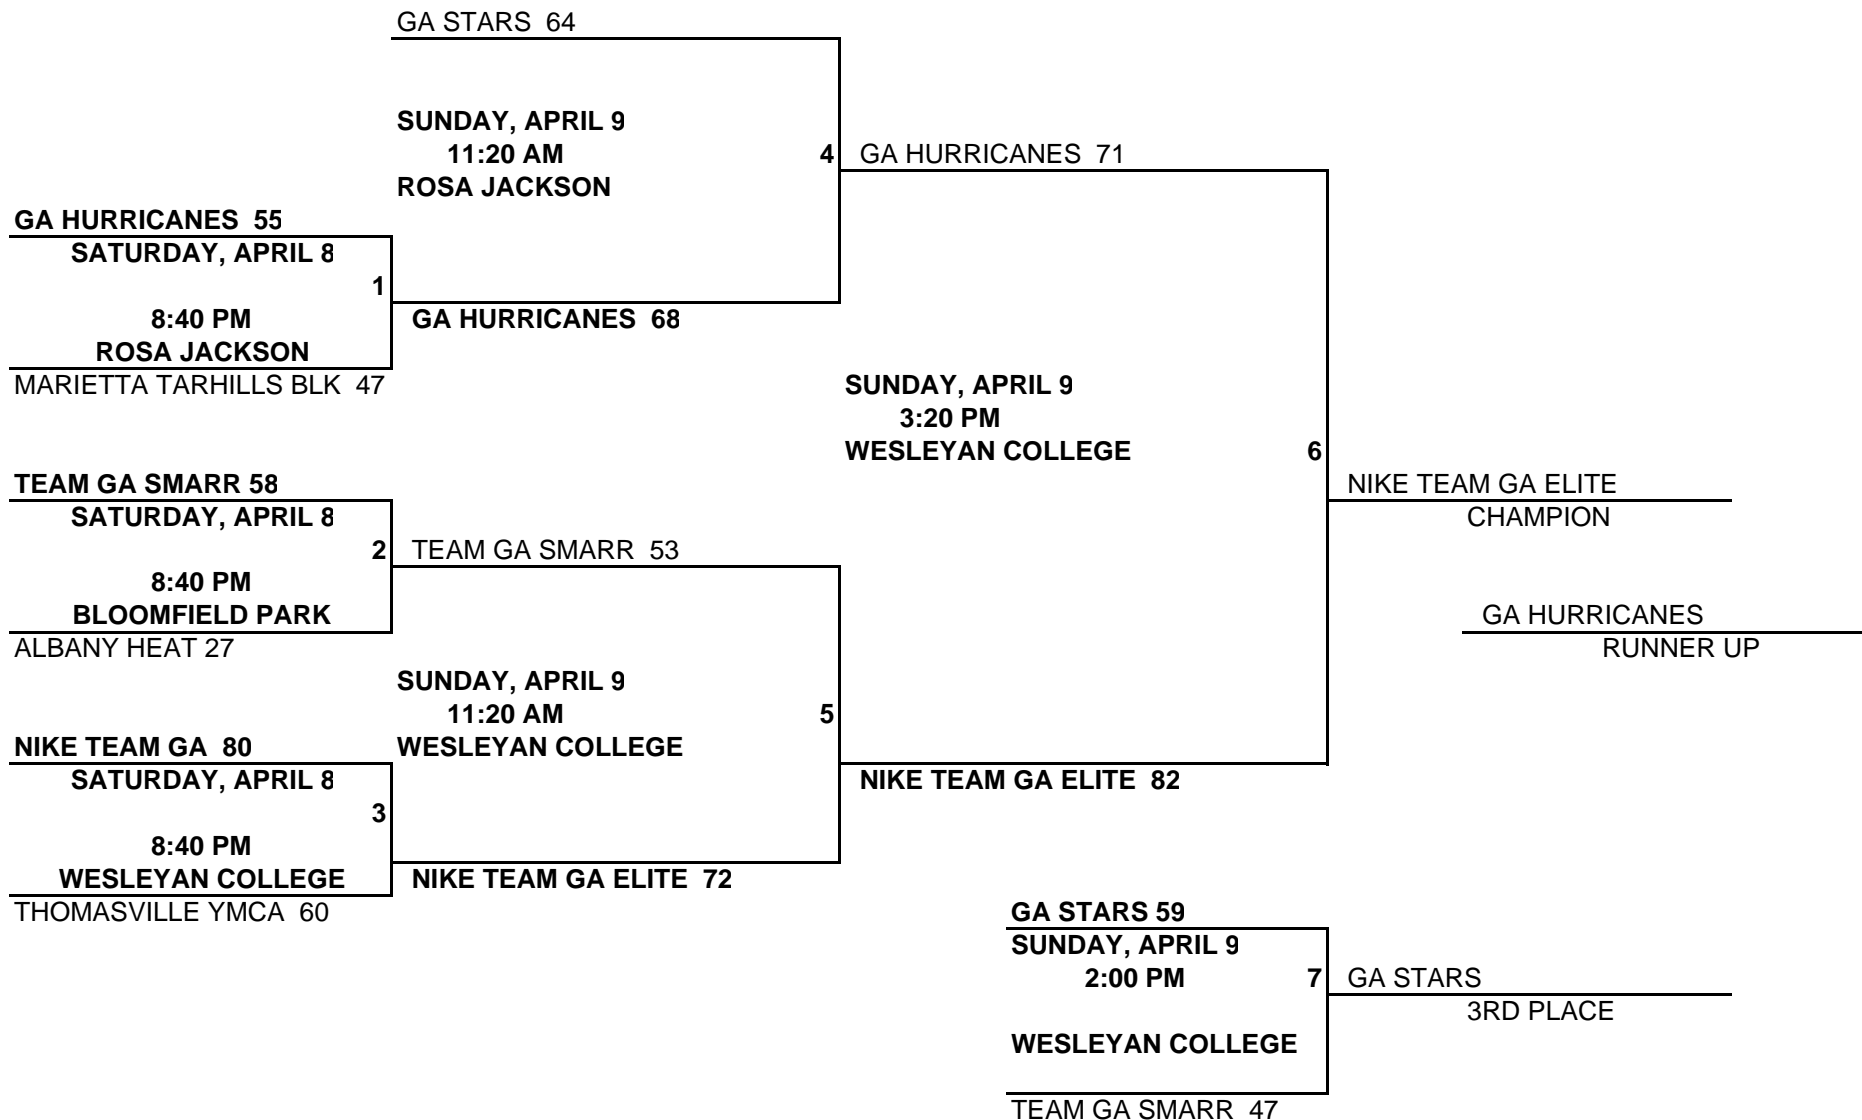 GA STARS  64
SUNDAY, APRIL 9
11:20 AM
4
GA HURRICANES  71
ROSA JACKSON
GA HURRICANES  55
SATURDAY, APRIL 8
1
8:40 PM
GA HURRICANES  68
ROSA JACKSON
MARIETTA TARHILLS BLK  47
SUNDAY, APRIL 9
3:20 PM
WESLEYAN COLLEGE
6
TEAM GA SMARR 58
NIKE TEAM GA ELITE
SATURDAY, APRIL 8
CHAMPION
2
TEAM GA SMARR  53
8:40 PM
BLOOMFIELD PARK
GA HURRICANES
ALBANY HEAT 27
RUNNER UP
SUNDAY, APRIL 9
11:20 AM
5
NIKE TEAM GA  80
WESLEYAN COLLEGE
SATURDAY, APRIL 8
NIKE TEAM GA ELITE  82
3
8:40 PM
WESLEYAN COLLEGE
NIKE TEAM GA ELITE  72
THOMASVILLE YMCA  60
GA STARS 59
SUNDAY, APRIL 9
2:00 PM
7
GA STARS
3RD PLACE
WESLEYAN COLLEGE
TEAM GA SMARR  47